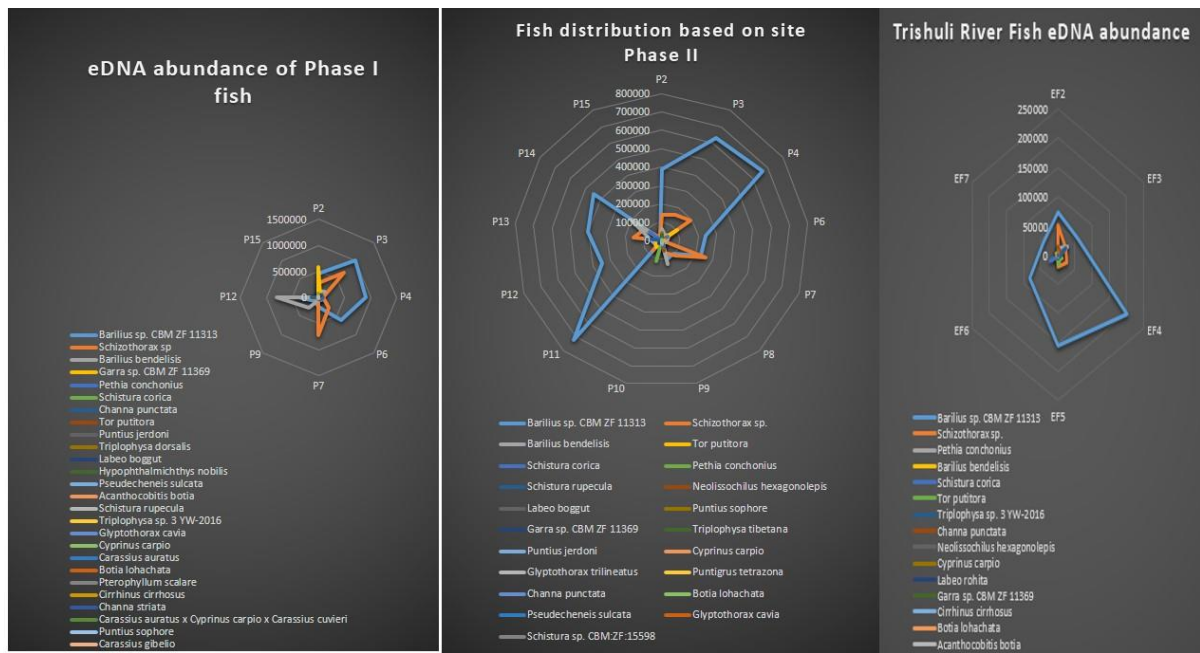 eDNA abundance of Phase I
fish
P2
1500000
P15
P3
1000000
500000
0
P12
P4
P9
P6
P7
Barilius sp. CBM ZF 11313
Schizothorax sp
Barilius bendelisis
Garra sp. CBM ZF 11369
Pethia conchonius
Schistura corica
Channa punctata
Tor putitora
Puntius jerdoni
Triplophysa dorsalis
Labeo boggut
Hypophthalmichthys nobilis
Pseudecheneis sulcata
Acanthocobitis botia
Schistura rupecula
Triplophysa sp. 3 YW-2016
Glyptothorax cavia
Cyprinus carpio
Carassius auratus
Botia lohachata
Pterophyllum scalare
Cirrhinus cirrhosus
Channa striata
Carassius auratus x Cyprinus carpio x Carassius cuvieri
Puntius sophore
Carassius gibelio
Fish distribution based on site
Phase II
P2
800000
P15
P3
700000
600000
P14
P4
500000
400000
300000
200000
P13
P6
100000
0
P12
P7
P11
P8
P10
P9
Barilius sp. CBM ZF 11313
Schizothorax sp.
Barilius bendelisis
Tor putitora
Schistura corica
Pethia conchonius
Schistura rupecula
Neolissochilus hexagonolepis
Labeo boggut
Puntius sophore
Garra sp. CBM ZF 11369
Triplophysa tibetana
Puntius jerdoni
Cyprinus carpio
Glyptothorax trilineatus
Puntigrus tetrazona
Channa punctata
Botia lohachata
Pseudecheneis sulcata
Glyptothorax cavia
Schistura sp. CBM:ZF:15598
Trishuli River Fish eDNA abundance
EF2
250000
200000
EF7
EF3
150000
100000
50000
0
EF6
EF4
EF5
Barilius sp. CBM ZF 11313
Schizothorax sp.
Pethia conchonius
Barilius bendelisis
Schistura corica
Tor putitora
Triplophysa sp. 3 YW-2016
Channa punctata
Neolissochilus hexagonolepis
Cyprinus carpio
Labeo rohita
Garra sp. CBM ZF 11369
Cirrhinus cirrhosus
Botia lohachata
Acanthocobitis botia